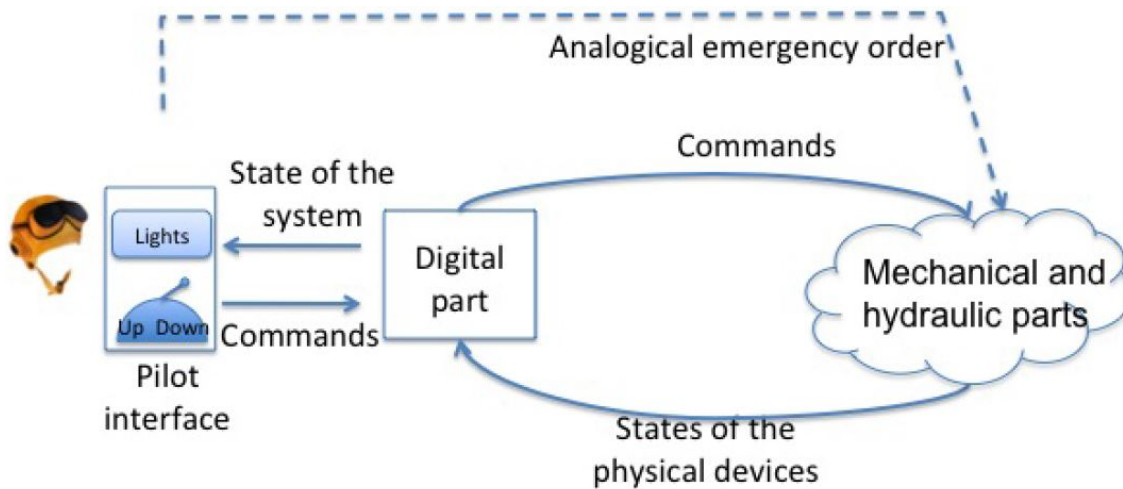 Analogical emergency order
Commands
State of the
system
Lights
Digital
part
Mechanical and
hydraulic parts
Up Down
Commands
Pilot
interface
States of the
physical devices